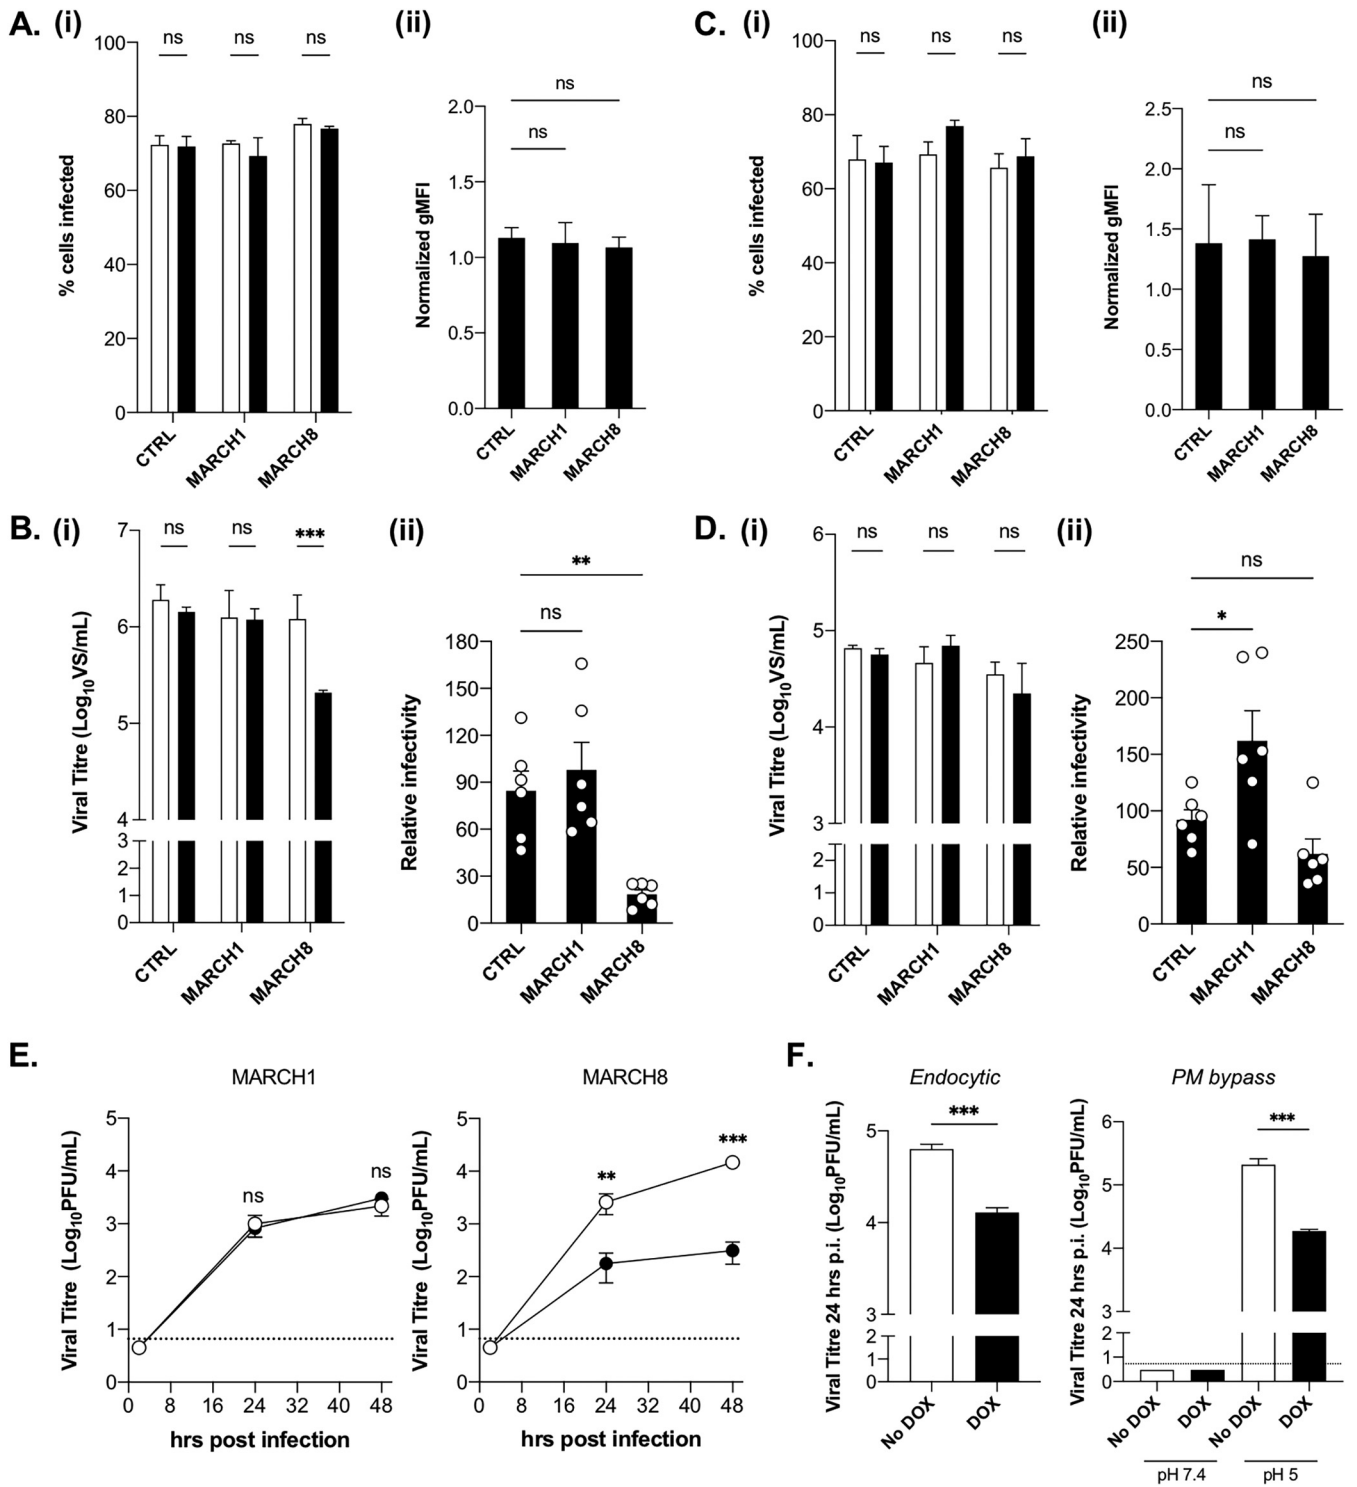 A. (i)
ns ns ns
100
80
60
40
20
0
% cells infected
CTRL
MARCH1
MARCH8
(ii)
ns
ns
2.0
1.5
1.0
0.5
0.0
Normalized gMFI
CTRL
MARCH1
MARCH8
C. (i)
ns ns ns
100
80
60
40
20
0
% cells infected
CTRL
MARCH1
MARCH8
(ii)
ns
ns
2.5
2.0
1.5
1.0
0.5
0.0
Normalized gMFI
CTRL
MARCH1
MARCH8
B. (i)
ns ns ***
7
6
5
4
3
2
1
0
Viral Titre (Log10VS/mL)
CTRL
MARCH1
MARCH8
(ii)
**
ns
180
150
120
90
60
30
0
Relative infectivity
CTRL
MARCH1
MARCH8
D. (i)
ns ns ns
6
5
4
3
2
1
0
Viral Titre (Log10VS/mL)
CTRL
MARCH1
MARCH8
(ii)
ns
*
250
200
150
100
50
0
Relative infectivity
CTRL
MARCH1
MARCH8
E.
MARCH1
5
4
3
2
1
0
Viral Titre (Log10PFU/mL)
ns
ns
0 8 16 24 32 40 48
hrs post infection
MARCH8
5
4
3
2
1
0
Viral Titre (Log10PFU/mL)
**
***
0 8 16 24 32 40 48
hrs post infection
F.
Endocytic
***
5
4
3
2
1
0
Viral Titre 24 hrs p.i. (Log10PFU/mL)
No DOX
DOX
PM bypass
***
6
5
4
3
2
1
0
Viral Titre 24 hrs p.i. (Log10PFU/mL)
No DOX
DOX
No DOX
DOX
pH 7.4 pH 5